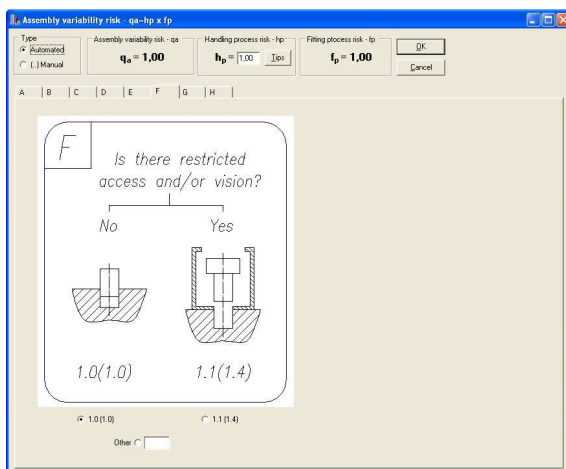 Assembly variability risk - qa=hp x fp
Type
Automated
(..) Manual
Assembly variability risk - qa
qa = 1,00
Handling process risk - hp
hp = 1,00 Tips
Fitting ptocess risk - fp
fp = 1,00
OK
Cancel
A B C D E F G H
F
Is there restricted
access and/or vision?
No Yes
1.0(1.0) 1.1(1.4)
1.0 (1.0) 1.1 (1.4)
Other